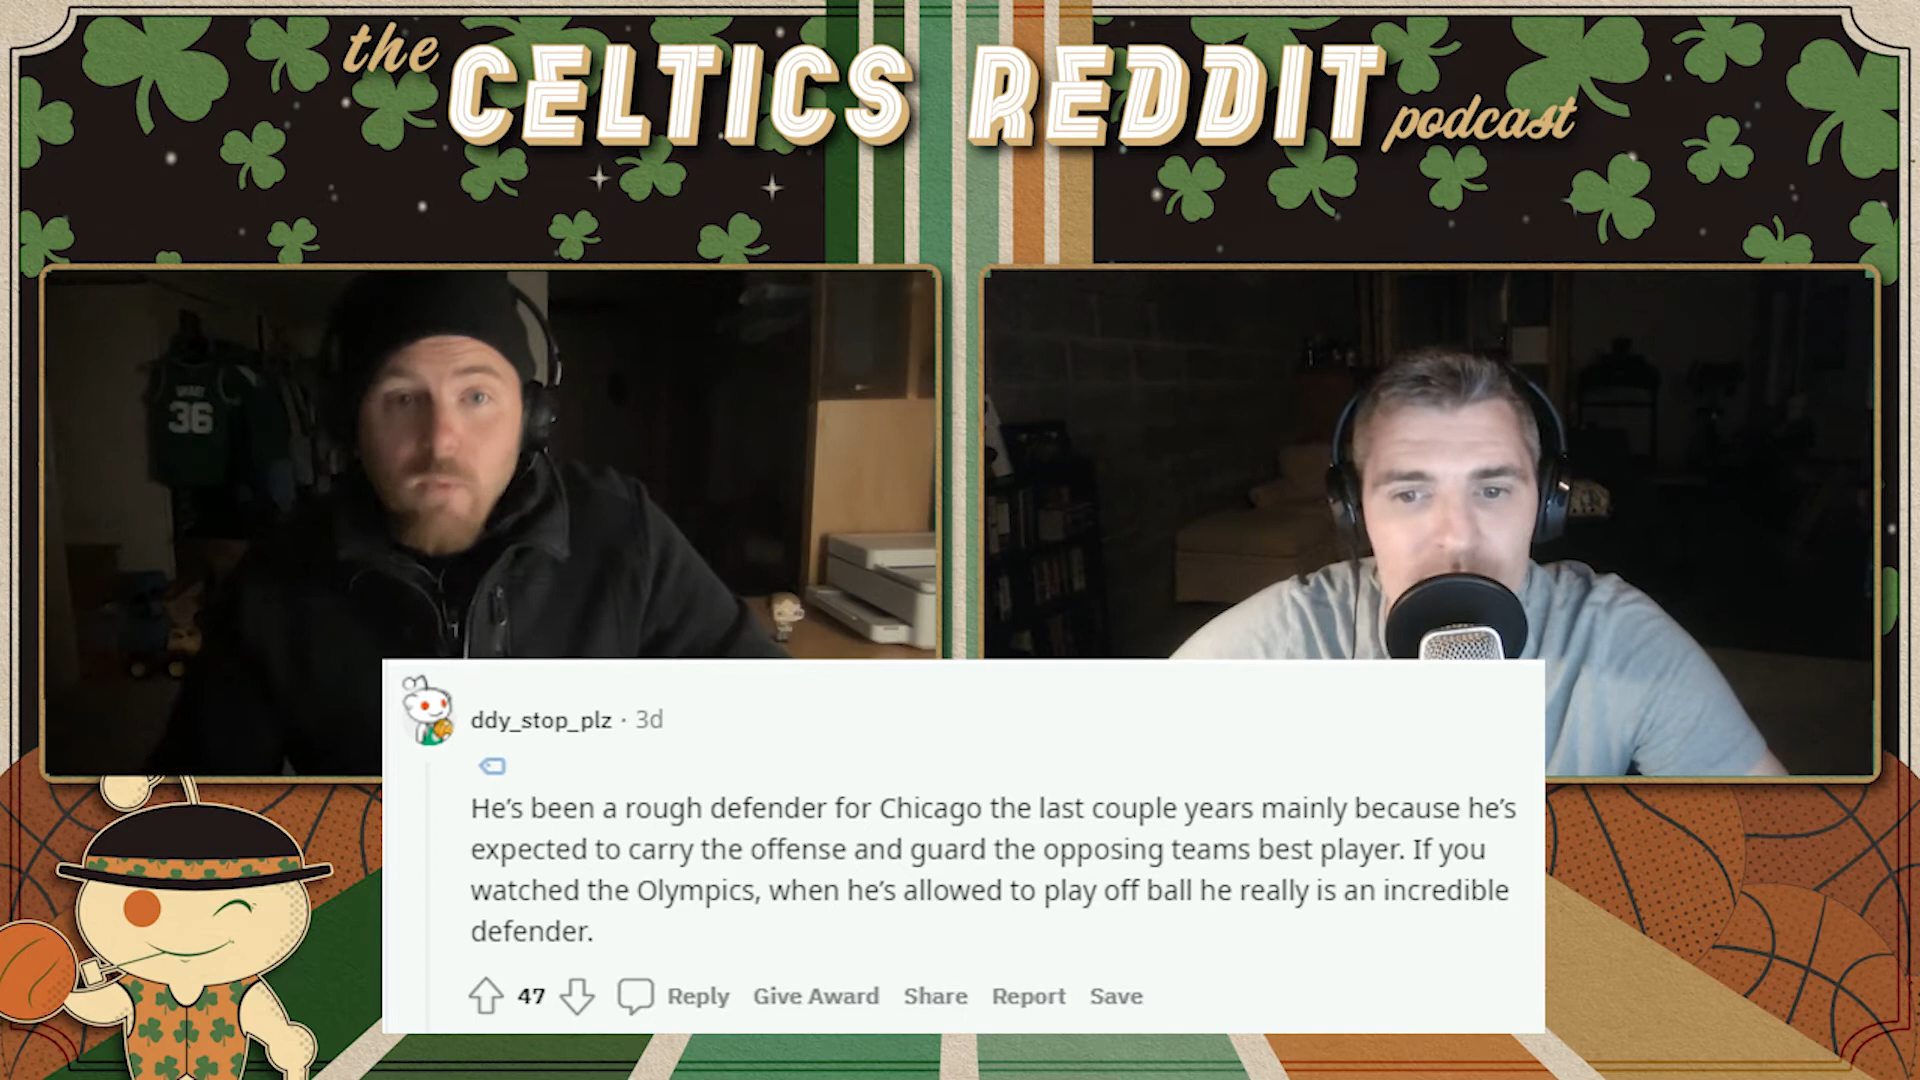 the CELTICS REDDIT podcast
36
ddy_stop_plz · 3d
He's been a rough defender for Chicago the last couple years mainly because he's
expected to carry the offense and guard the opposing teams best player. If you
watched the Olympics, when he's allowed to play off ball he really is an incredible
defender.
47 Reply Give Award Share Report Save